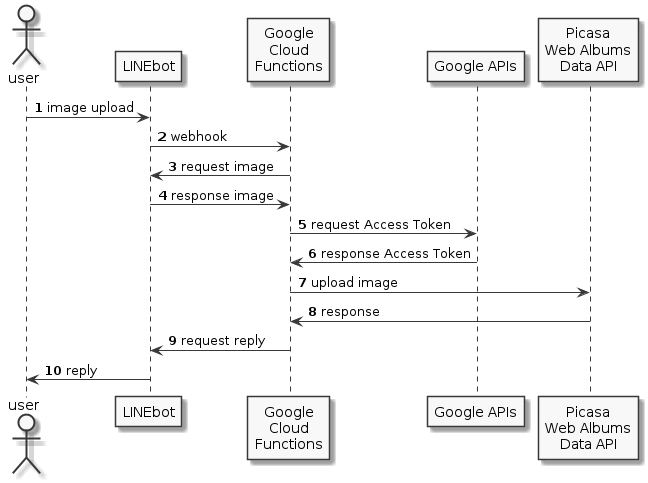 user
LINEbot
Google
Cloud
Functions
Google APIs
Picasa
Web Albums
Data API
1 image upload
2 webhook
3 request image
4 response image
5 request Access Token
6 response Access Token
7 upload image
8 response
9 request reply
10 reply
user
LINEbot
Google
Cloud
Functions
Google APIs
Picasa
Web Albums
Data API